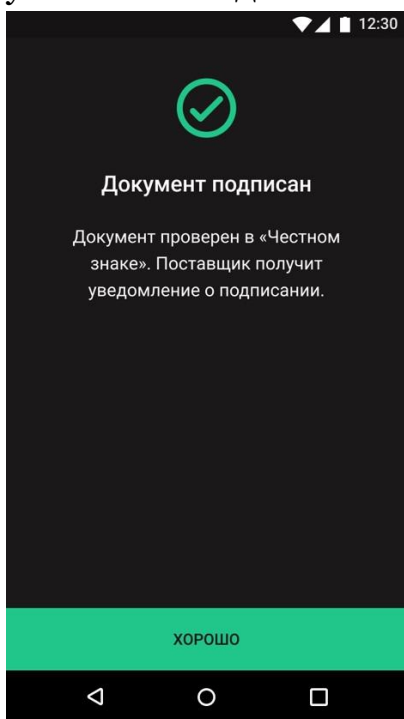 12:30
Документ подписан
Документ проверен в «Честном
знаке». Поставщик получит
уведомление о подписании.
ХОРОШО